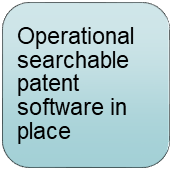 Operational
searchable
patent
software in
place